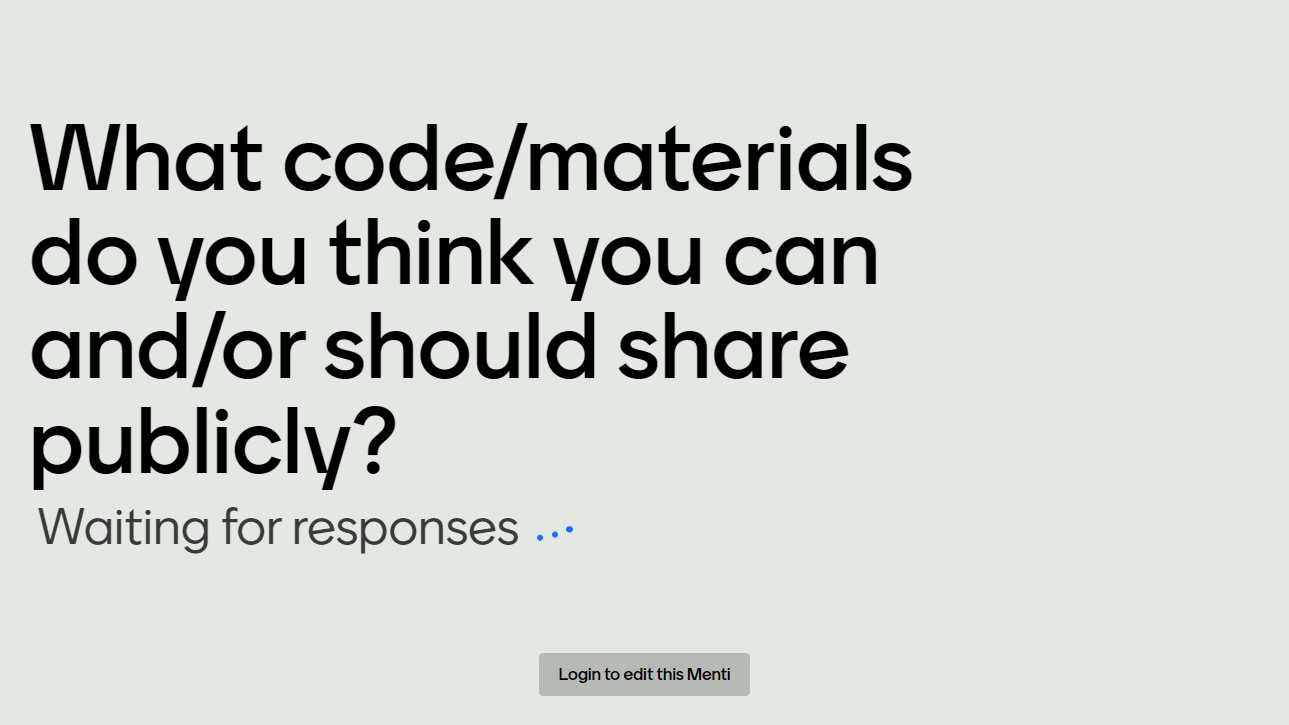 What code/materials
do you think you can
and/or should share
publicly?
Waiting for responses
Login to edit this Menti